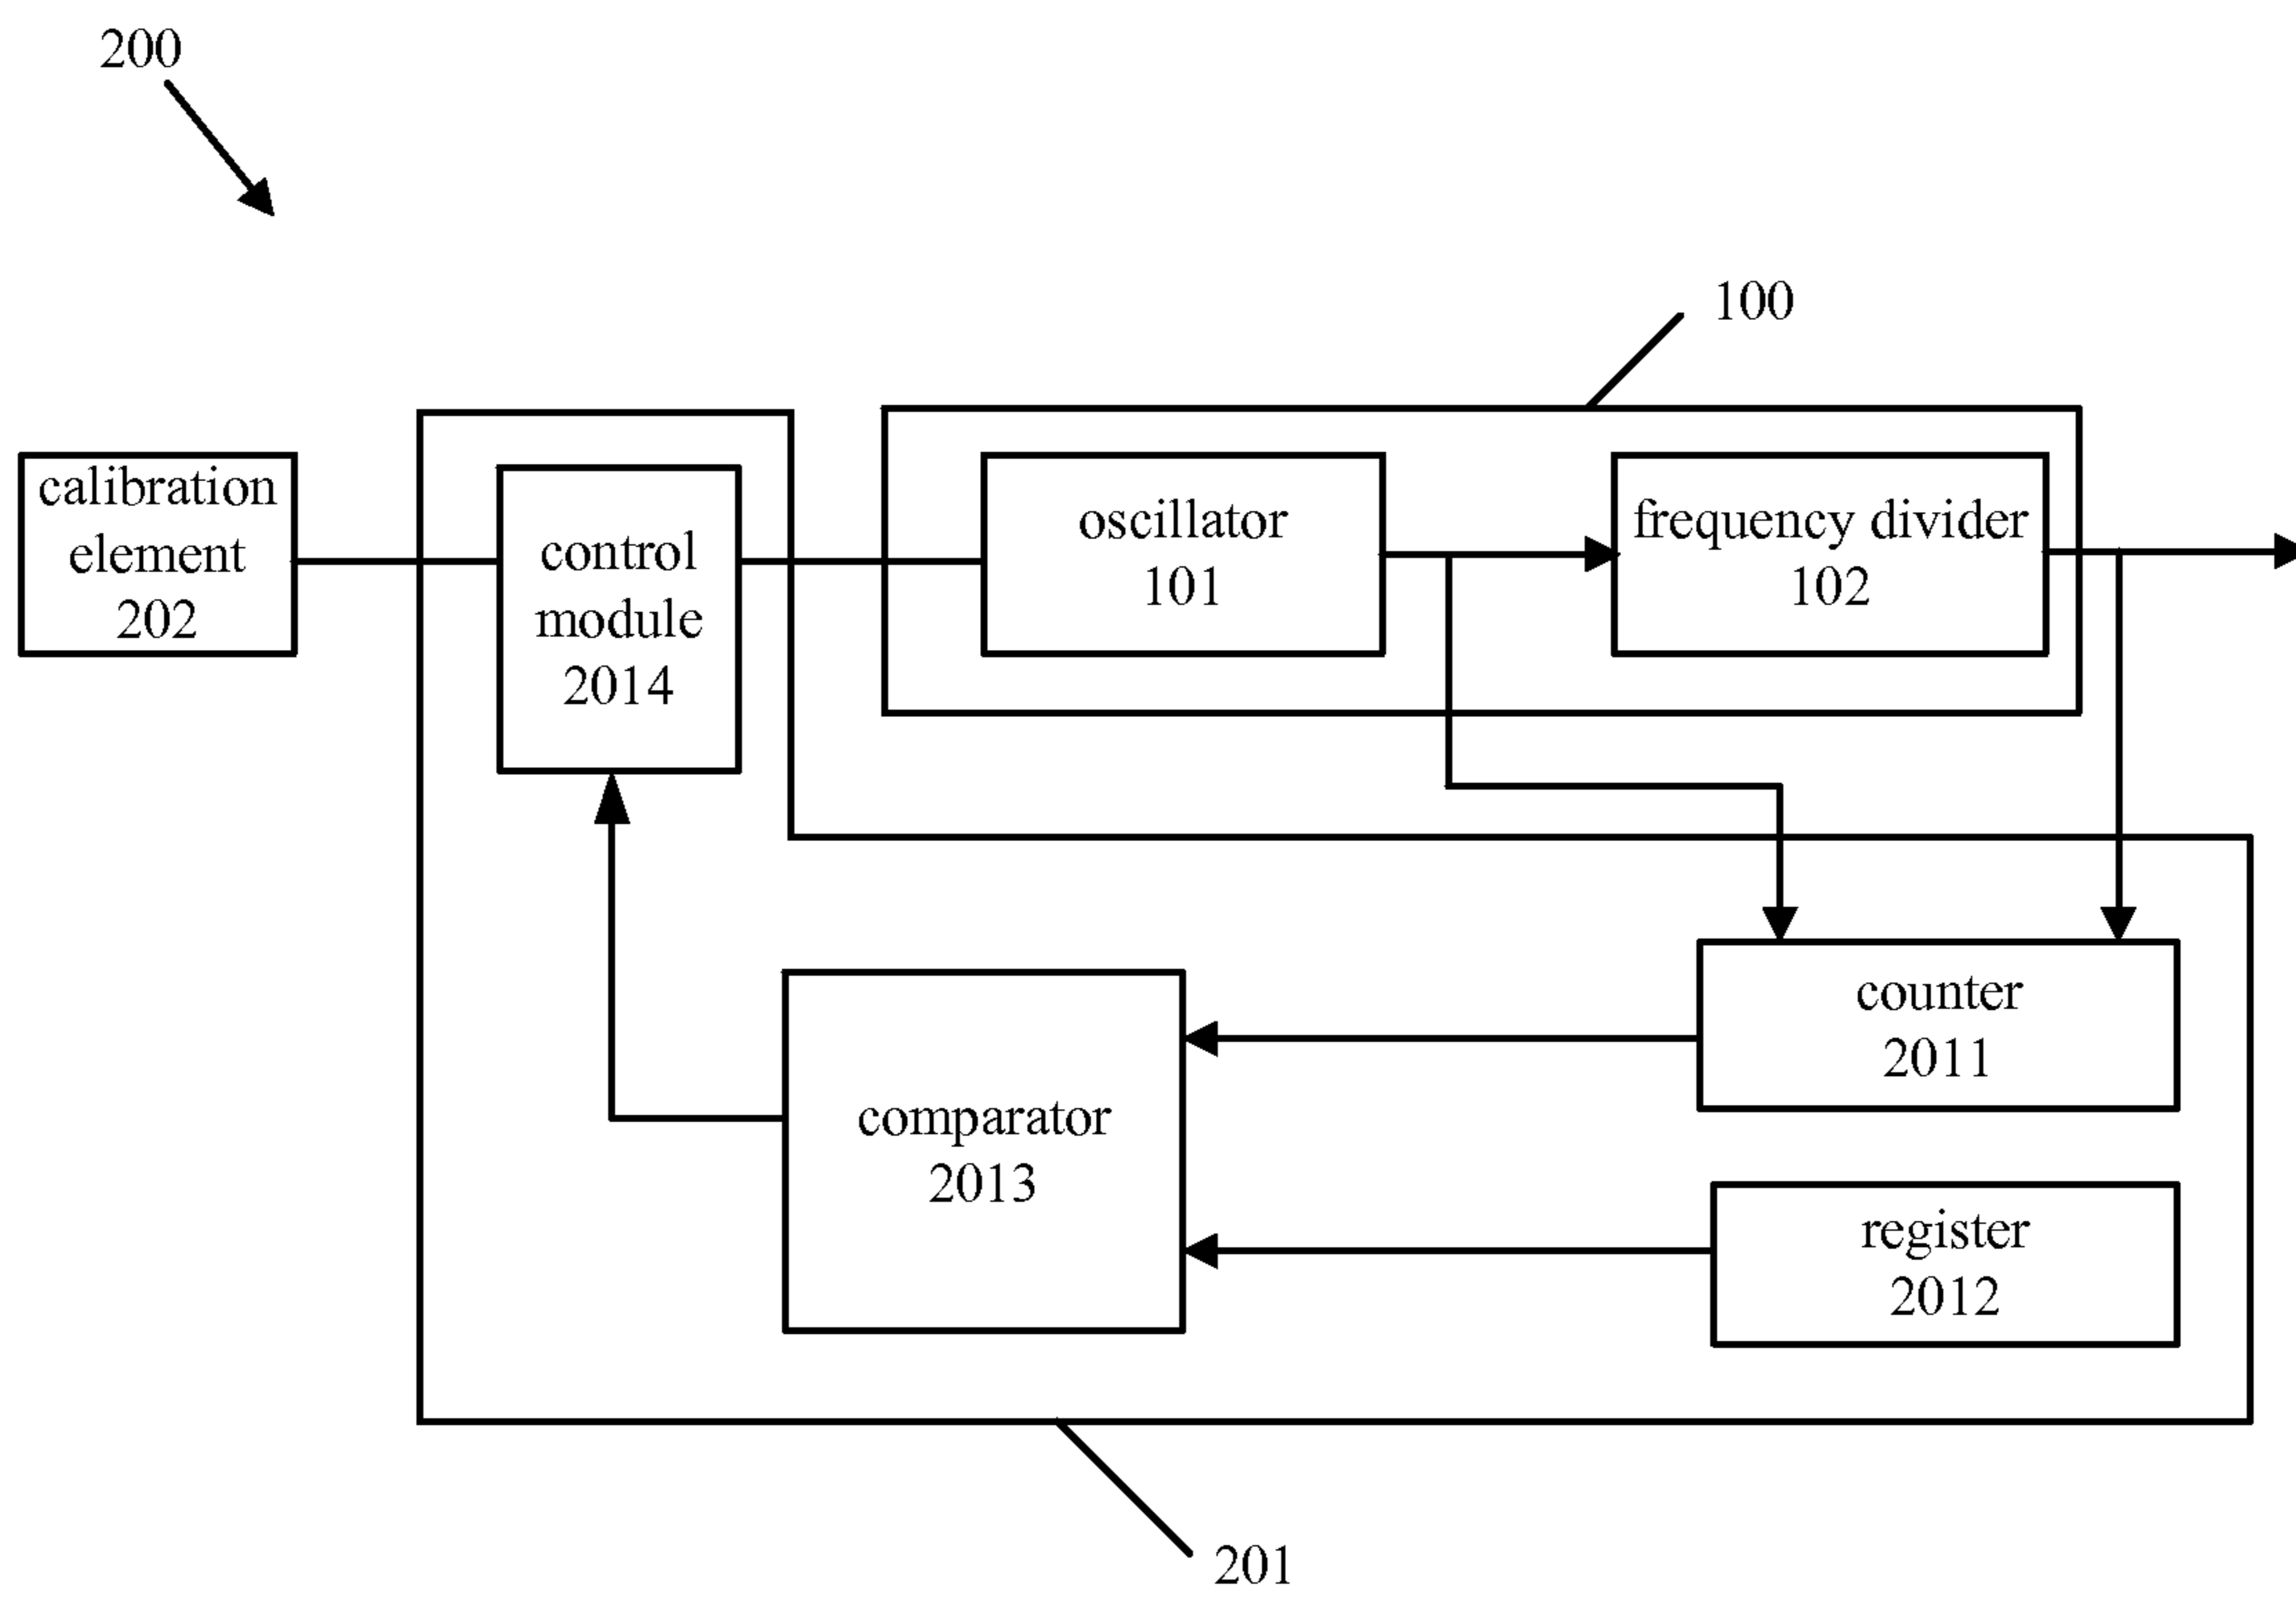 200
100
calibration
element
202
control
module
2014
oscillator
101
frequency divider
102
counter
2011
comparator
2013
register
2012
201